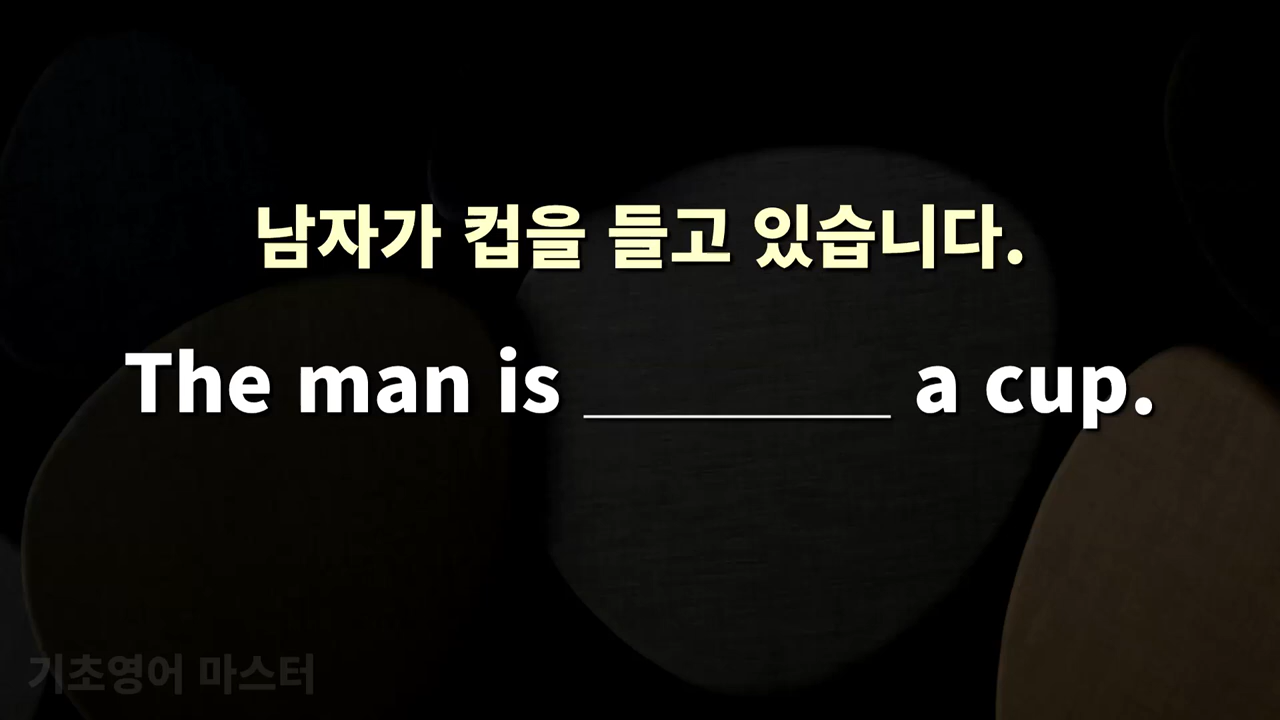 남자가 컵을 들고 있습니다.
The man is ________ a cup.
기초영어 마스터